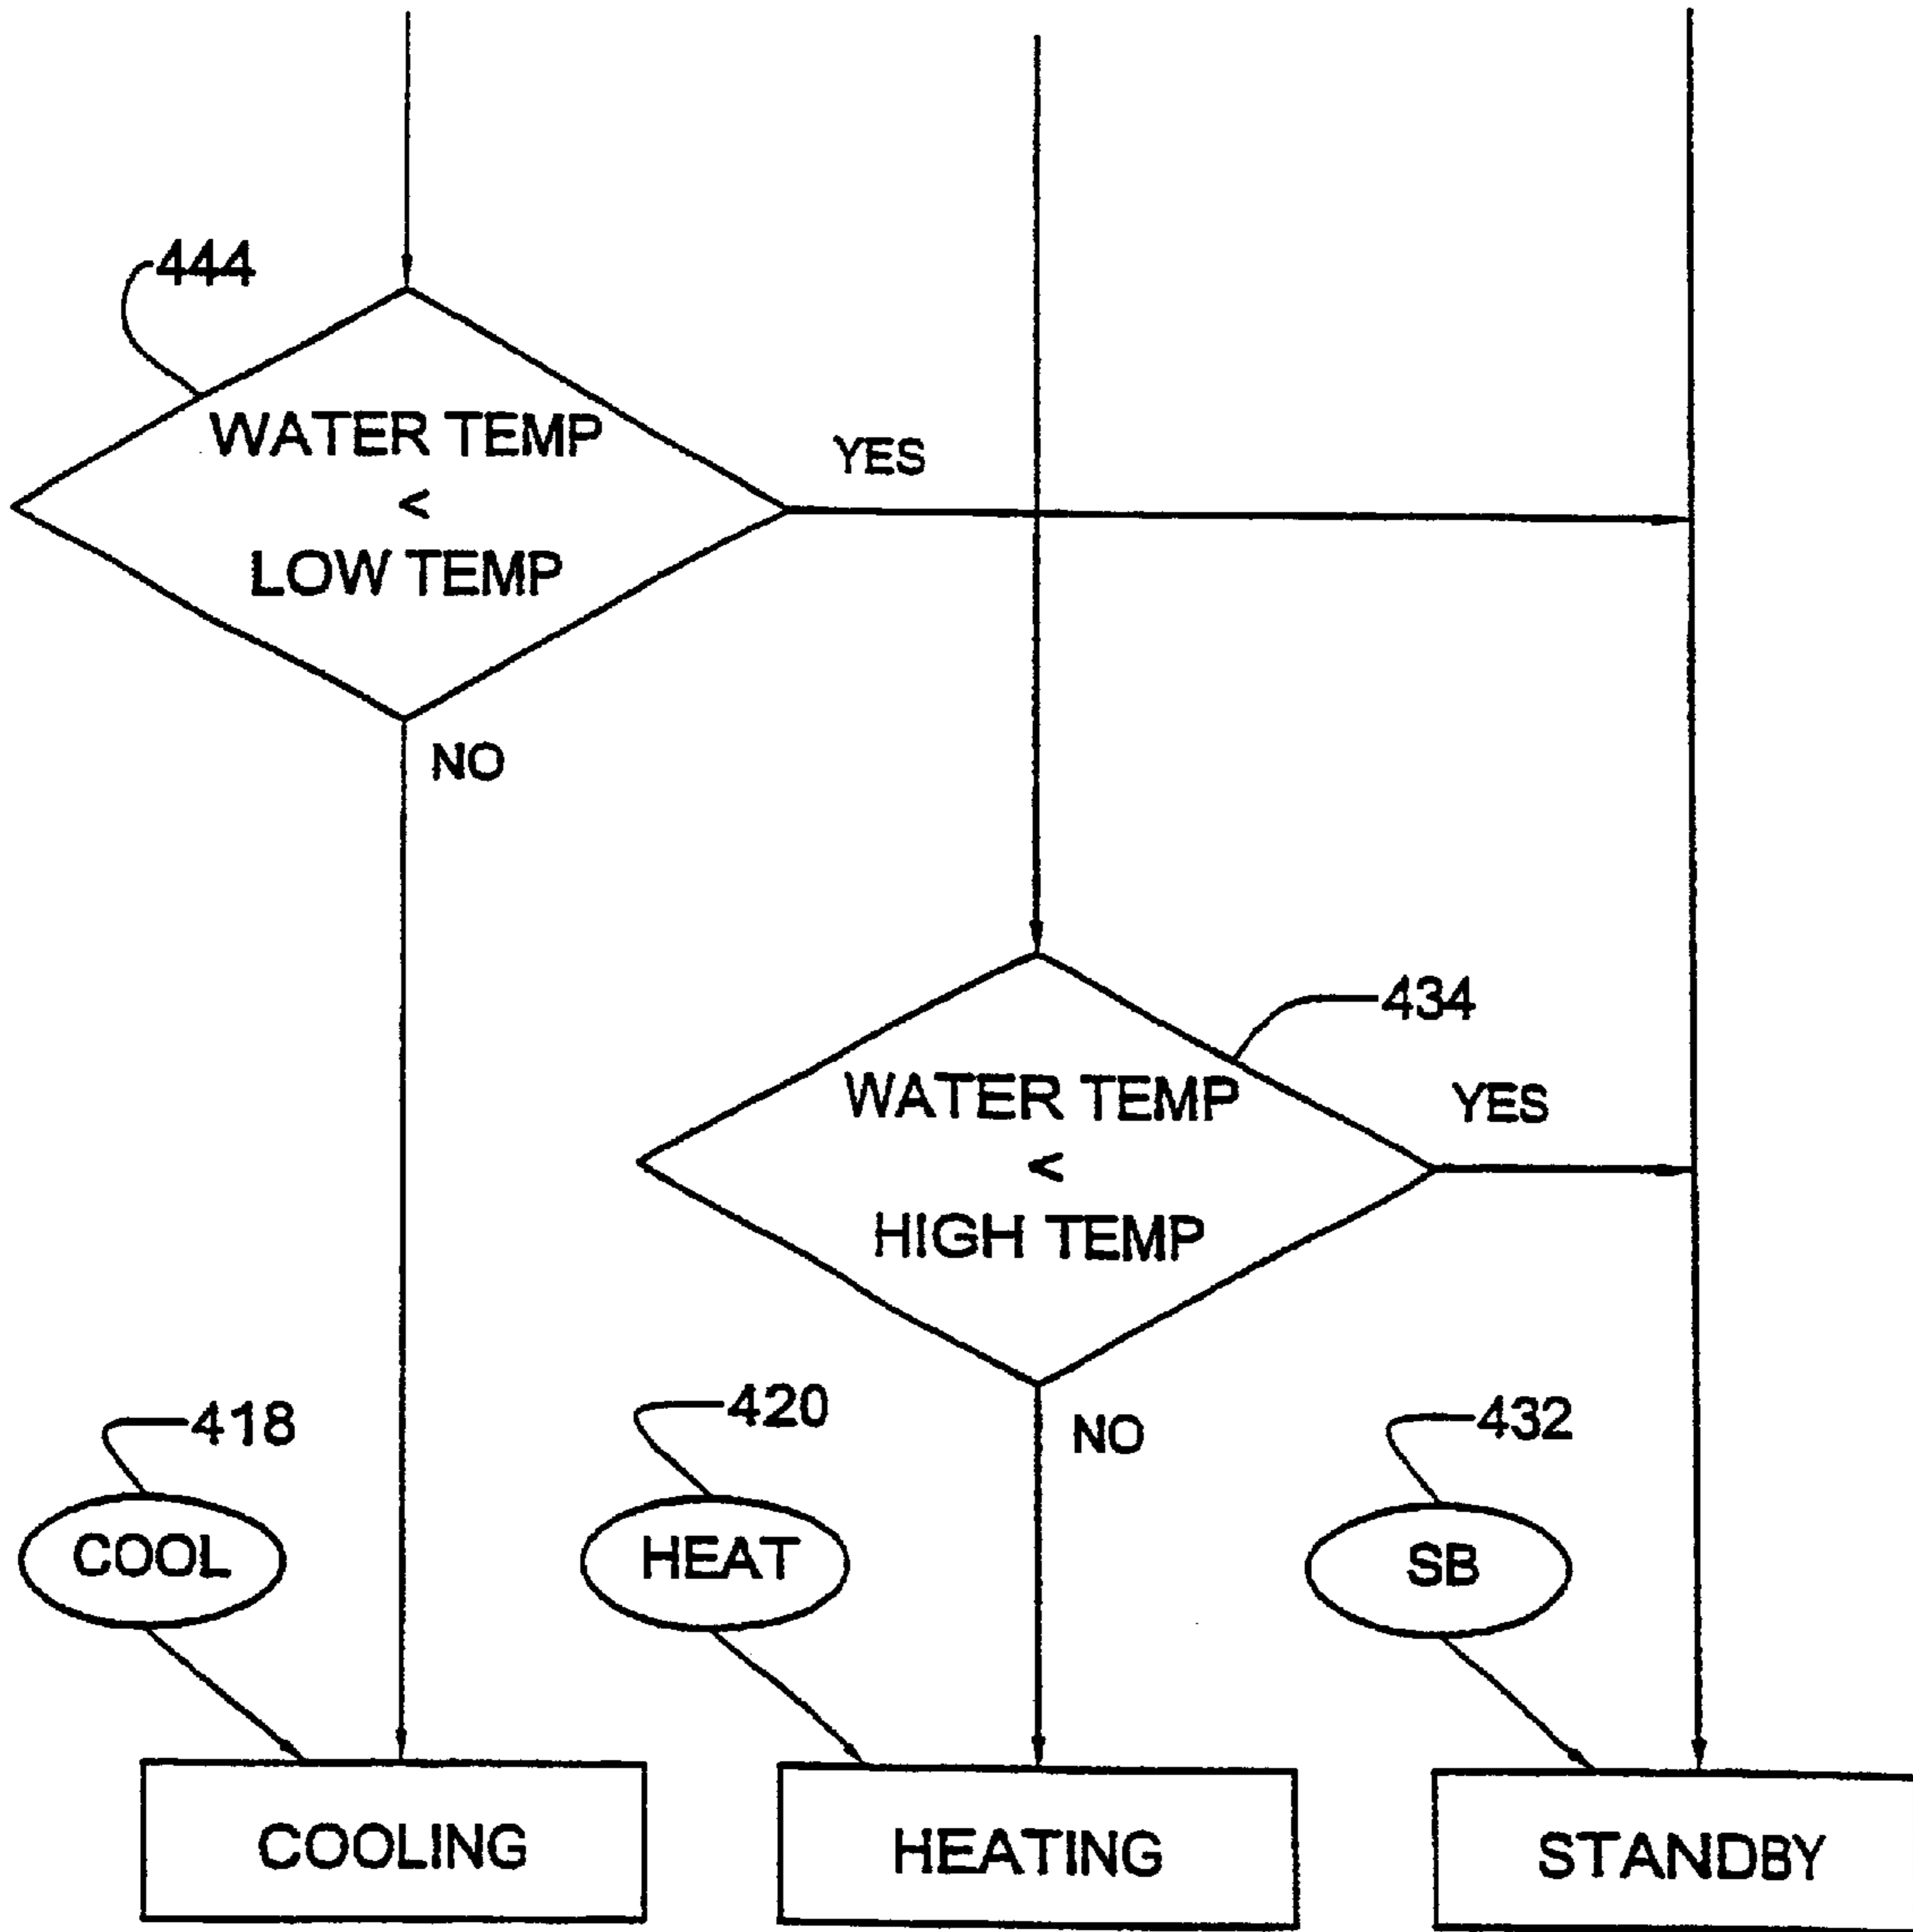 444
WATER TEMP
<
LOW TEMP
YES
NO
434
WATER TEMP
<
HIGH TEMP
YES
NO
418
COOL
420
HEAT
432
SB
COOLING
HEATING
STANDBY